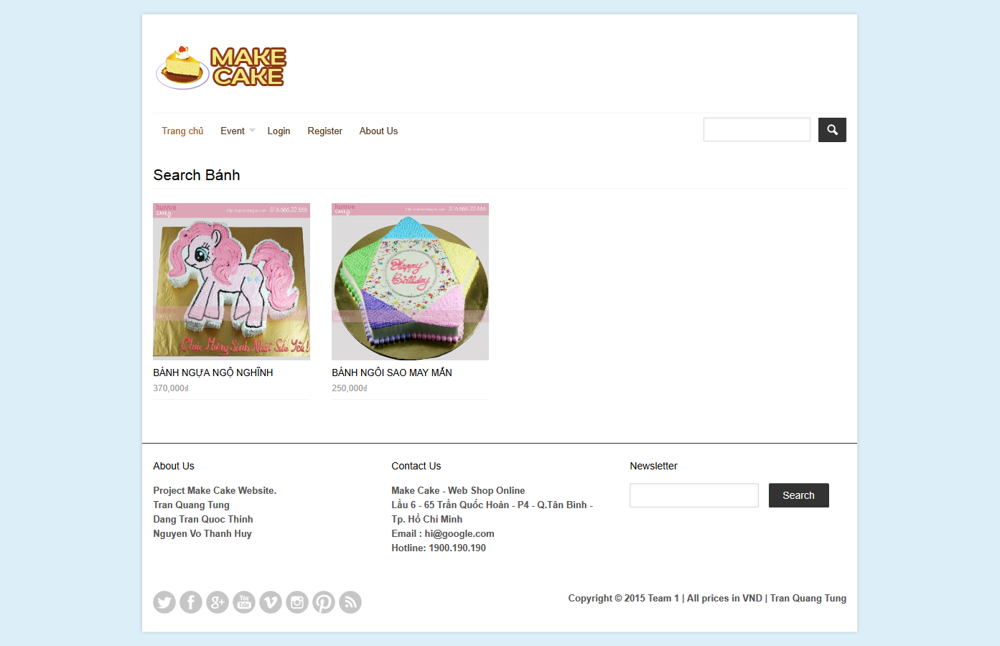 MAKE
CAKE
Trang chủ
Event
Login
Register
About Us
Search Bánh
hunnie
CAKE
016.666.22.666
Chúc Mừng Sinh Nhật Sữa Yêu!
hunnie
CAKE
016.666.22.666
Happy
Birthday
BÁNH NGỰA NGỘ NGHĨNH
370,000₫
BÁNH NGÔI SAO MAY MẮN
250,000₫
About Us
Project Make Cake Website.
Tran Quang Tung
Dang Tran Quoc Thinh
Nguyen Vo Thanh Huy
Contact Us
Make Cake - Web Shop Online
Lầu 6 - 65 Trần Quốc Hoàn - P4 - Q.Tân Bình -
Tp. Hồ Chí Minh
Email : hi@google.com
Hotline: 1900.190.190
Newsletter
Search
You
Tube
Copyright © 2015 Team 1 | All prices in VND | Tran Quang Tung